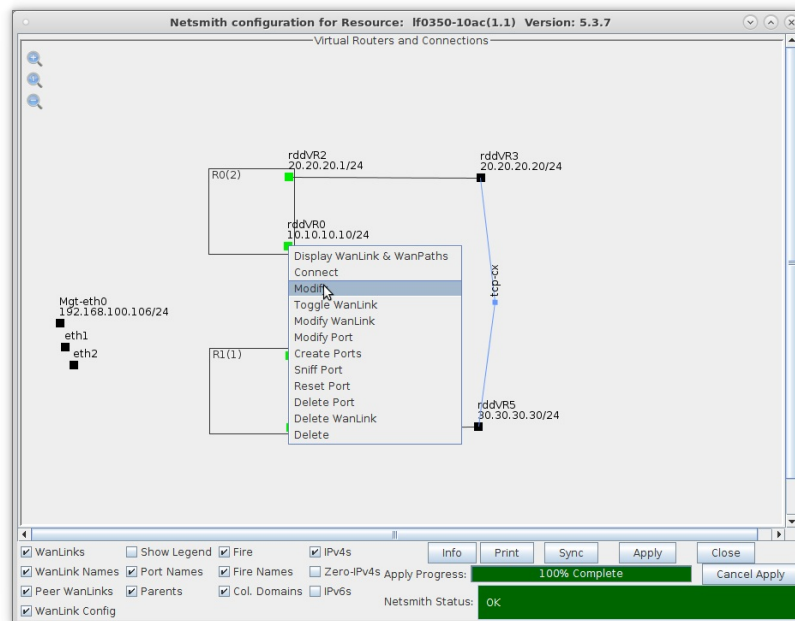 Netsmith configuration for Resource: lf0350-10ac(1.1) Version: 5.3.7
Virtual Routers and Connections
rddVR2
20.20.20.1/24
rddVR3
20.20.20.20/24
R0(2)
rddVR0
10.10.10.10/24
Display WanLink & WanPaths
Connect
Modify
Toggle WanLink
Modify WanLink
Modify Port
Create Ports
Sniff Port
Reset Port
Delete Port
Delete WanLink
Delete
tcp-cx
Mgt-eth0
192.168.100.106/24
eth1
eth2
R1(1)
rddVR5
30.30.30.30/24
WanLinks Show Legend Fire IPv4s Info Print Sync Apply Close
WanLink Names Port Names Fire Names Zero-IPv4s Apply Progress: 100% Complete Cancel Apply
Peer WanLinks Parents Col. Domains IPv6s Netsmith Status: OK
WanLink Config